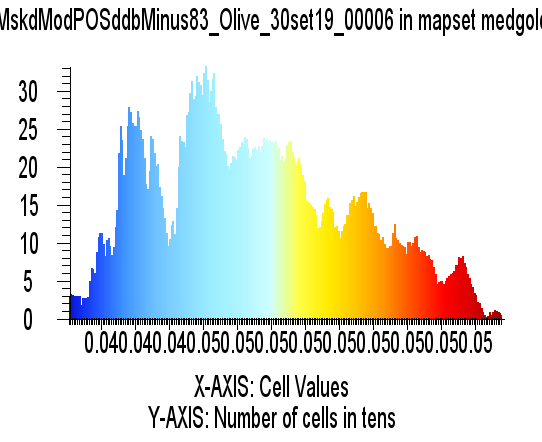 MskdModPOSddbMinus83_Olive_30set19_00006 in mapset medgold
30
25
20
15
10
5
0
0.040.040.040.050.050.050.050.050.050.050.050.05
X-AXIS: Cell Values
Y-AXIS: Number of cells in tens